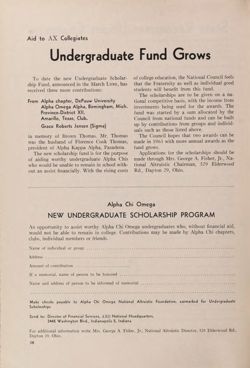 Aid to ΑΧ Collegiates
Undergraduate Fund Grows
To date the new Undergraduate Scholar-
ship Fund, announced in the March Lyre, has
received these more contributions:
From Alpha chapter, DePauw University
Alpha Omega Alpha, Birmingham, Mich.
Province-District XII.
Amarillo, Texas, Club.
Grace Roberts Jensen (Sigma)
in memory of Brown Thomas. Mr. Thomas
was the husband of Florence Cook Thomas,
president of Alpha Kappa Alpha, Pasadena.
The new scholarship fund is for the purpose
of aiding worthy undergraduate Alpha Chis
who would be unable to remain in school with-
out an assist financially. With the rising costs
of college education, the National Council feels
that the Fraternity as well as individual good
students will benefit from this fund.
The scholarships are to be given on a na-
tional competitive basis, with the income from
investments being used for the awards. The
fund was started by a sum allocated by the
Council from national funds and can be built
up by contributions from groups and individ-
uals such as those listed above.
The Council hopes that two awards can be
made in 1961 with more annual awards as the
fund grows.
Applications for the scholarships should be
made through Mrs. George A. Fisher, Jr., Na-
tional Altruistic Chairman, 529 Elderwood
Rd., Dayton 29, Ohio.
Alpha Chi Omega
NEW UNDERGRADUATE SCHOLARSHIP PROGRAM
An opportunity to assist worthy Alpha Chi Omega undergraduates who, without financial aid,
would not be able to remain in college. Contributions may be made by Alpha Chi chapters,
clubs, individual members or friends.
Name of individual or group
Address
Amount of contribution
If a memorial, name of person to be honored
Name and address of person to be informed of memorial
Make checks payable to Alpha Chi Omega National Altruistic Foundation, earmarked for Undergraduate
Scholarships.
Send to: Director of Financial Services, ΑΧΩ National Headquarters,
3445 Washington Blvd., Indianapolis 5, Indiana
For additional information write Mrs. George A. Fisher, Jr., National Altruistic Director, 529 Elderwood Rd.,
Dayton 29, Ohio.